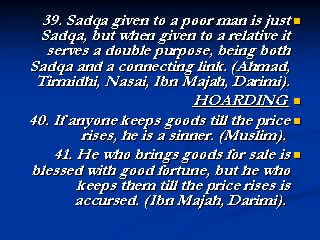 39. Sadqa given to a poor man is just
Sadqa, but when given to a relative it
serves a double purpose, being both
Sadqa and a connecting link. (Ahmad,
Tirmidhi, Nasai, Ibn Majah, Darimi).
HOARDING
40. If anyone keeps goods till the price
rises, he is a sinner. (Muslim).
41. He who brings goods for sale is
blessed with good fortune, but he who
keeps them till the price rises is
accursed. (Ibn Majah, Darimi).